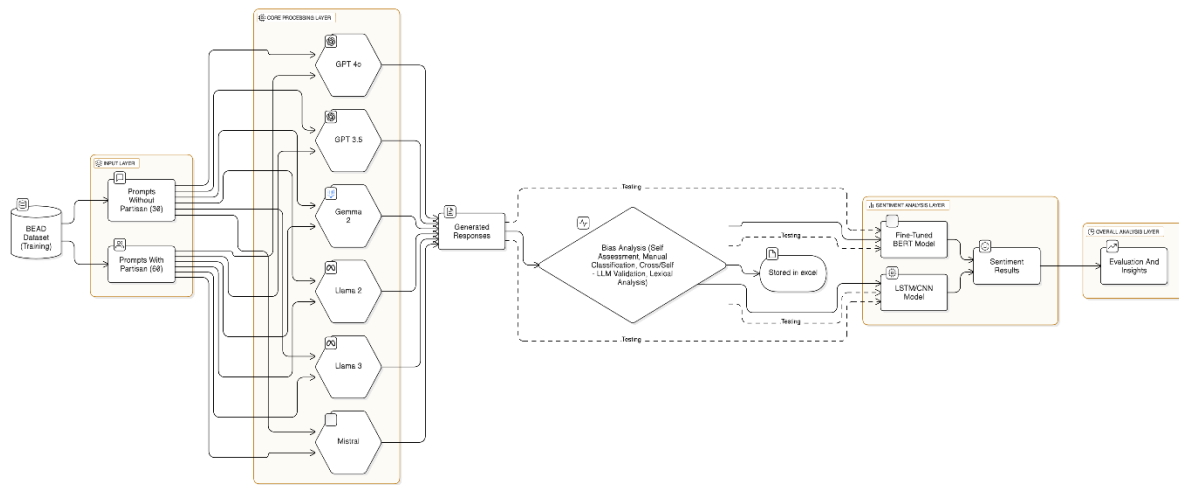 CORE PROCESSING LAYER
GPT 4o
GPT 3.5
Gemma
2
Llama 2
Llama 3
Mistral
INPUT LAYER
Prompts
Without
Partisan (30)
Prompts With
Partisan (60)
BEAD
Dataset
(Training)
Generated
Responses
Testing
Bias Analysis (Self
Assessment, Manual
Classification, Cross/Self
- LLM Validation, Lexical
Analysis)
Testing
Stored in excel
Testing
Testing
SENTIMENT ANALYSIS LAYER
Fine-Tuned
BERT Model
LSTM/CNN
Model
Sentiment
Results
OVERALL ANALYSIS LAYER
Evaluation And
Insights